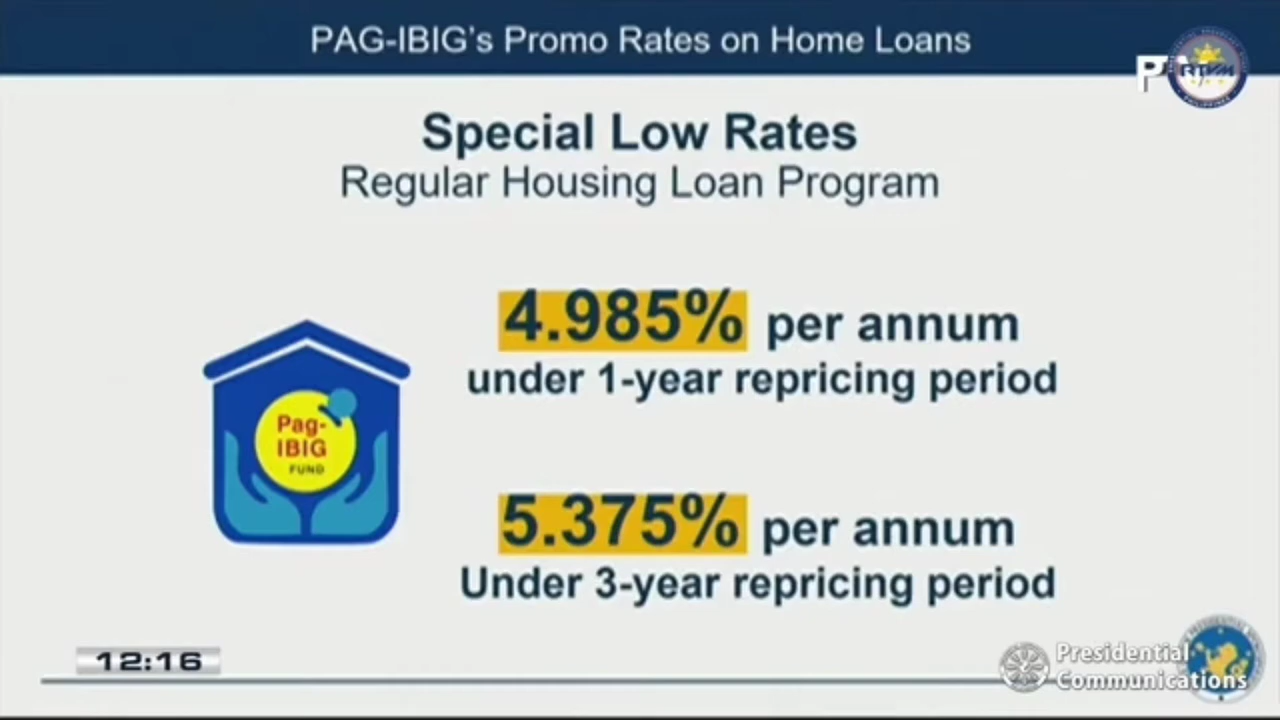 PAG-IBIG's Promo Rates on Home Loans
RTVM
PHILIPPINES
Special Low Rates
Regular Housing Loan Program
4.985% per annum
under 1-year repricing period
Pag-
IBIG
FUND
5.375% per annum
Under 3-year repricing period
12:16
Presidential
Communications